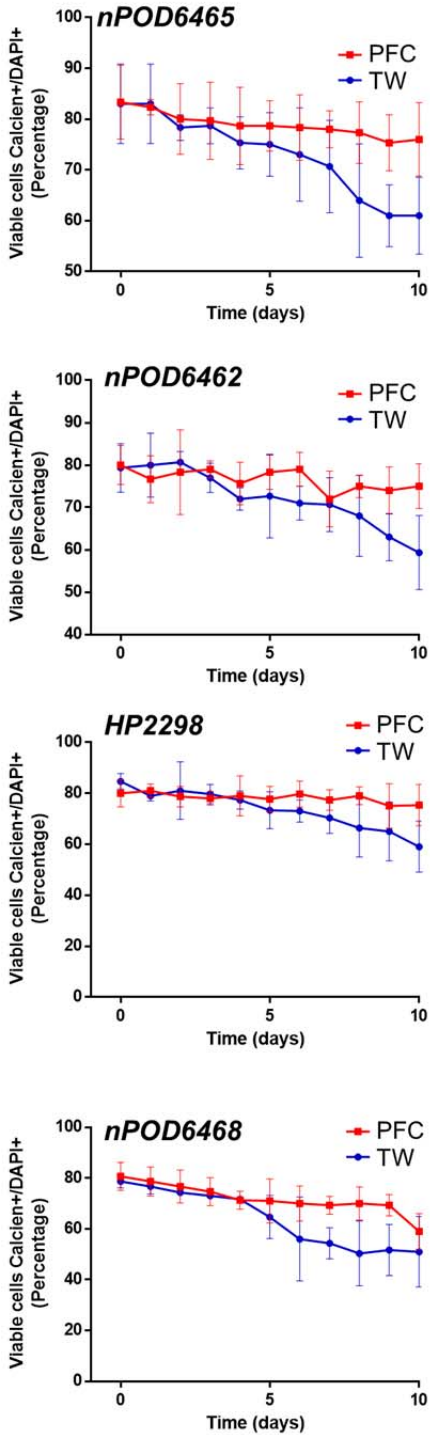 nPOD6465
PFC
TW
Viable cells Calcien+/DAPI+
(Percentage)
100
90
80
70
60
50
0
5
10
Time (days)
nPOD6462
PFC
TW
Viable cells Calcien+/DAPI+
(Percentage)
100
90
80
70
60
50
40
0
5
10
Time (days)
HP2298
PFC
TW
Viable cells Calcien+/DAPI+
(Percentage)
100
80
60
40
20
0
0
5
10
Time (days)
nPOD6468
PFC
TW
Viable cells Calcien+/DAPI+
(Percentage)
100
80
60
40
20
0
0
5
10
Time (days)